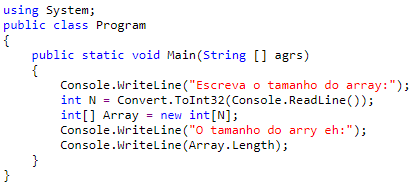 using System;
public class Program
{
    public static void Main(String [] agrs)
    {
        Console.WriteLine("Escreva o tamanho do array:");
        int N = Convert.ToInt32(Console.ReadLine());
        int[] Array = new int[N];
        Console.WriteLine("O tamanho do arry eh:");
        Console.WriteLine(Array.Length);
    }
}